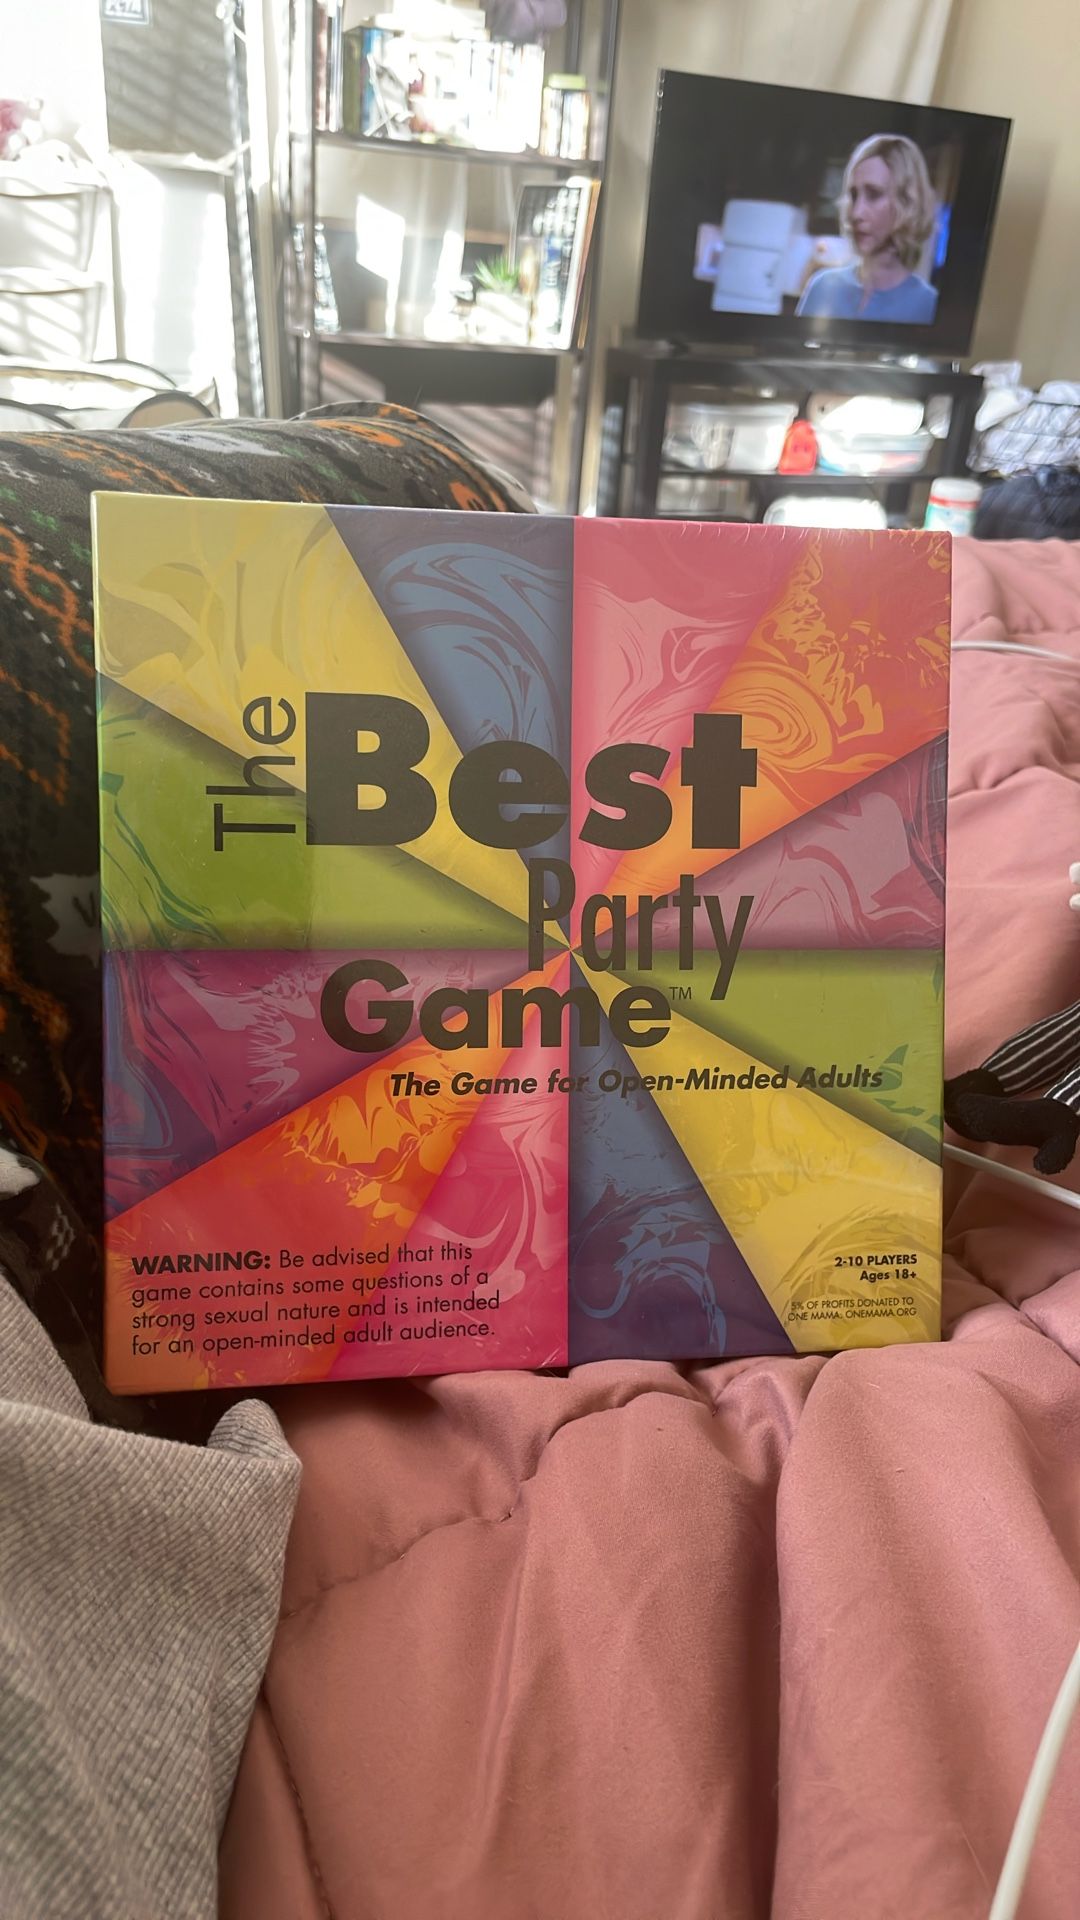 The Best
Party
Game™
The Game for Open-Minded Adults
WARNING: Be advised that this
game contains some questions of a
strong sexual nature and is intended
for an open-minded adult audience.
2-10 PLAYERS
Ages 18+
5% OF PROFITS DONATED TO
ONE MAMA: ONEMAMA.ORG